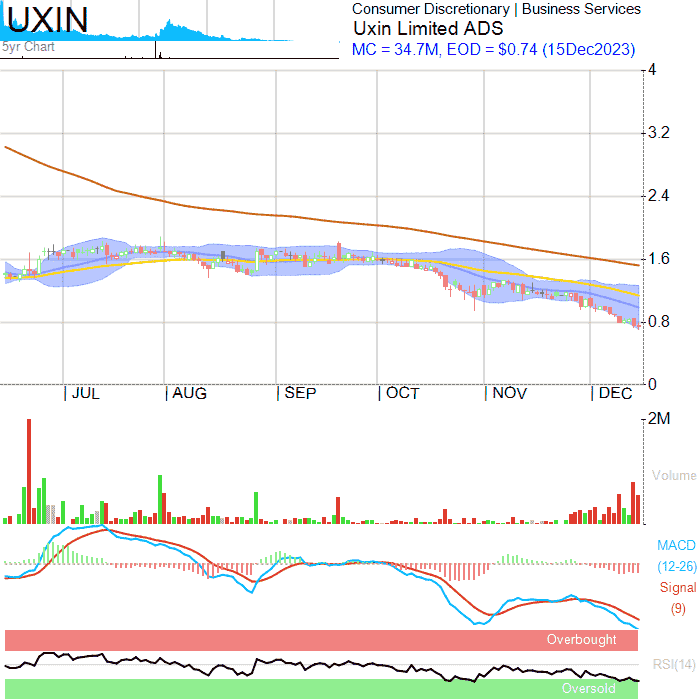 UXIN
5yr Chart
Consumer Discretionary | Business Services
Uxin Limited ADS
MC = 34.7M, EOD = $0.74 (15Dec2023)
4
3.2
2.4
1.6
0.8
0
JUL
AUG
SEP
OCT
NOV
DEC
2M
Volume
MACD
(12-26)
Signal
(9)
Overbought
RSI(14)
Oversold